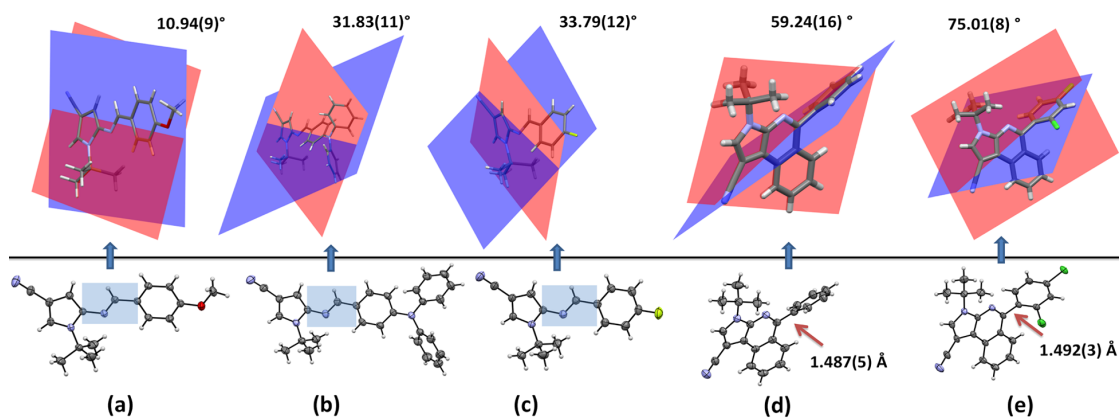 10.94(9)° 31.83(11)° 33.79(12)° 59.24(16) ° 75.01(8) °
1.487(5) Å 1.492(3) Å
(a) (b) (c) (d) (e)